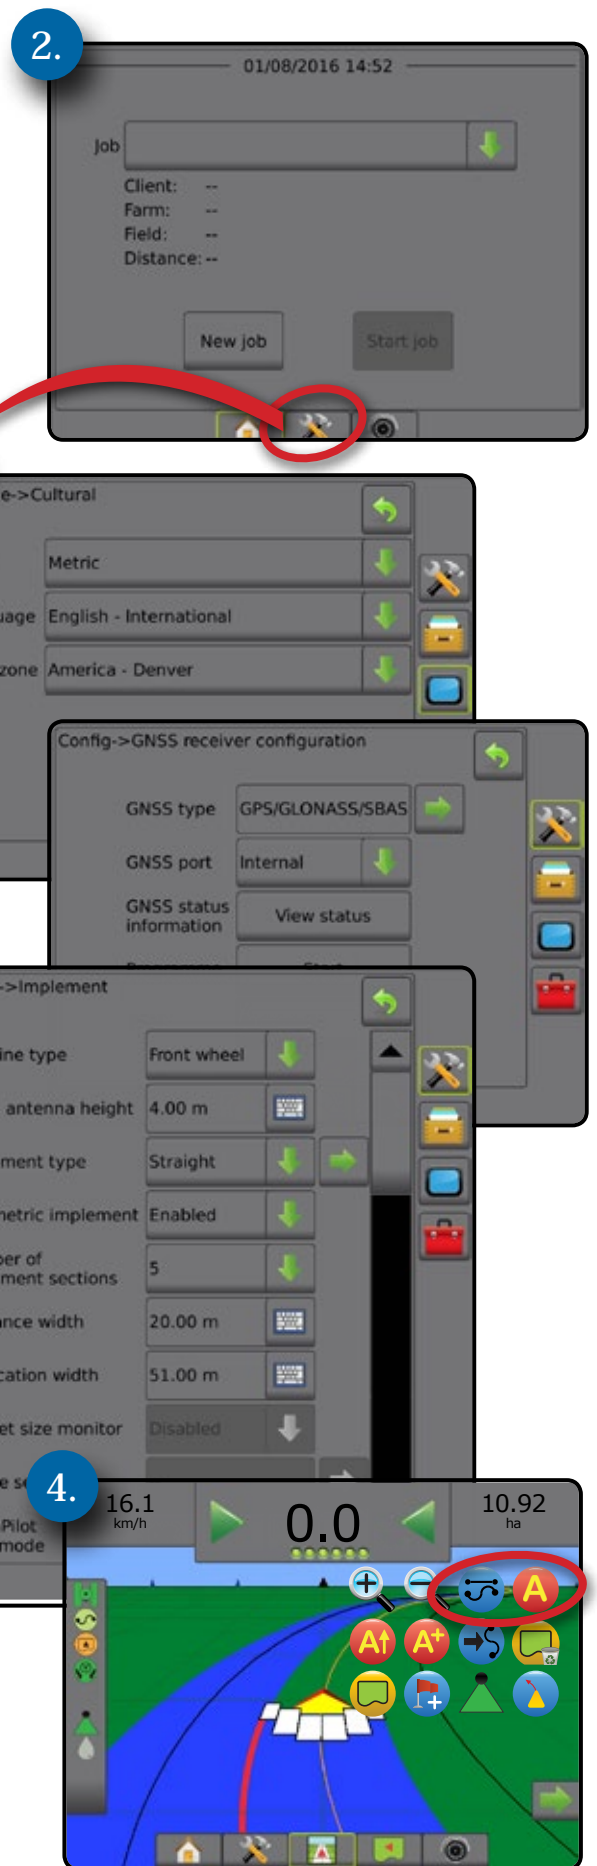 2.
01/08/2016 14:52
Job
Client: --
Farm: --
Field: --
Distance: --
New job
Start job
e->Cultural
Metric
uage English - International
zone America - Denver
Config->GNSS receiver configuration
GNSS type GPS/GLONASS/SBAS
GNSS port Internal
GNSS status
information
View status
->Implement
ine type Front wheel
antenna height 4.00 m
ment type Straight
netric implement Enabled
ber of
ment sections
5
ance width 20.00 m
cation width 51.00 m
et size monitor Disabled
e se
Pilot
mode
4.
16.1
km/h
0.0
10.92
ha
A
A
A+